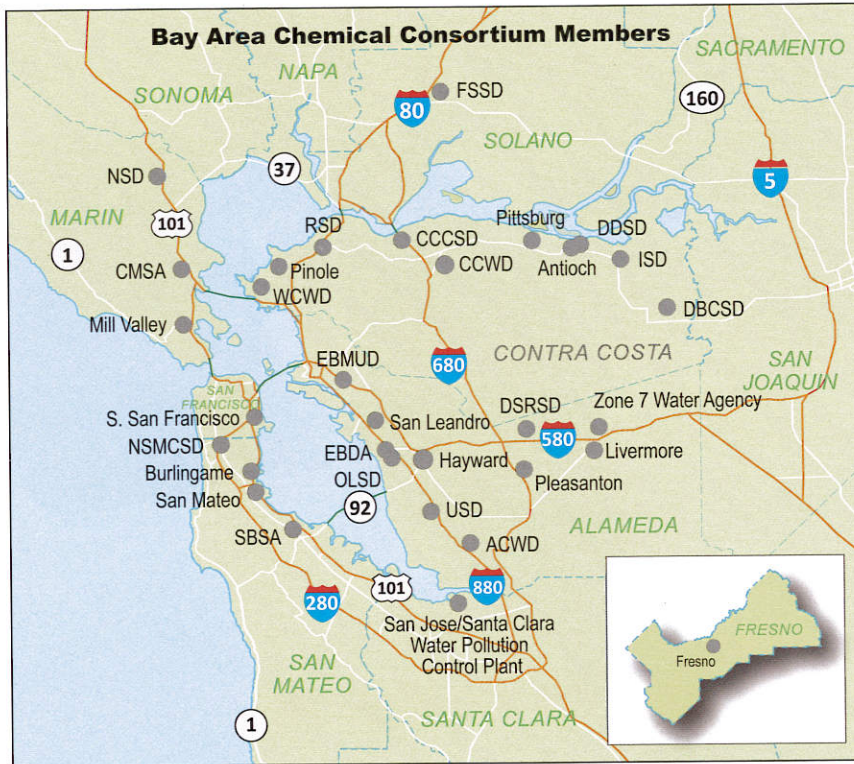 Bay Area Chemical Consortium Members
SACRAMENTO
NAPA
SONOMA
FSSD
80
160
SOLANO
NSD
37
5
MARIN
101
1
RSD
CCCSD
Pittsburg
DDSD
Antioch
ISD
CMSA
Pinole
CCWD
WCWD
DBCSD
Mill Valley
EBMUD
680
CONTRA COSTA
SAN
JOAQUIN
SAN
FRANCISCO
S. San Francisco
San Leandro
DSRSD
Zone 7 Water Agency
580
NSMCSD
EBDA
Hayward
Livermore
Burlingame
OLSD
Pleasanton
San Mateo
92
USD
SBSA
ACWD
ALAMEDA
101
880
280
San Jose/Santa Clara
Water Pollution
Control Plant
FRESNO
Fresno
SAN
MATEO
SANTA CLARA
1